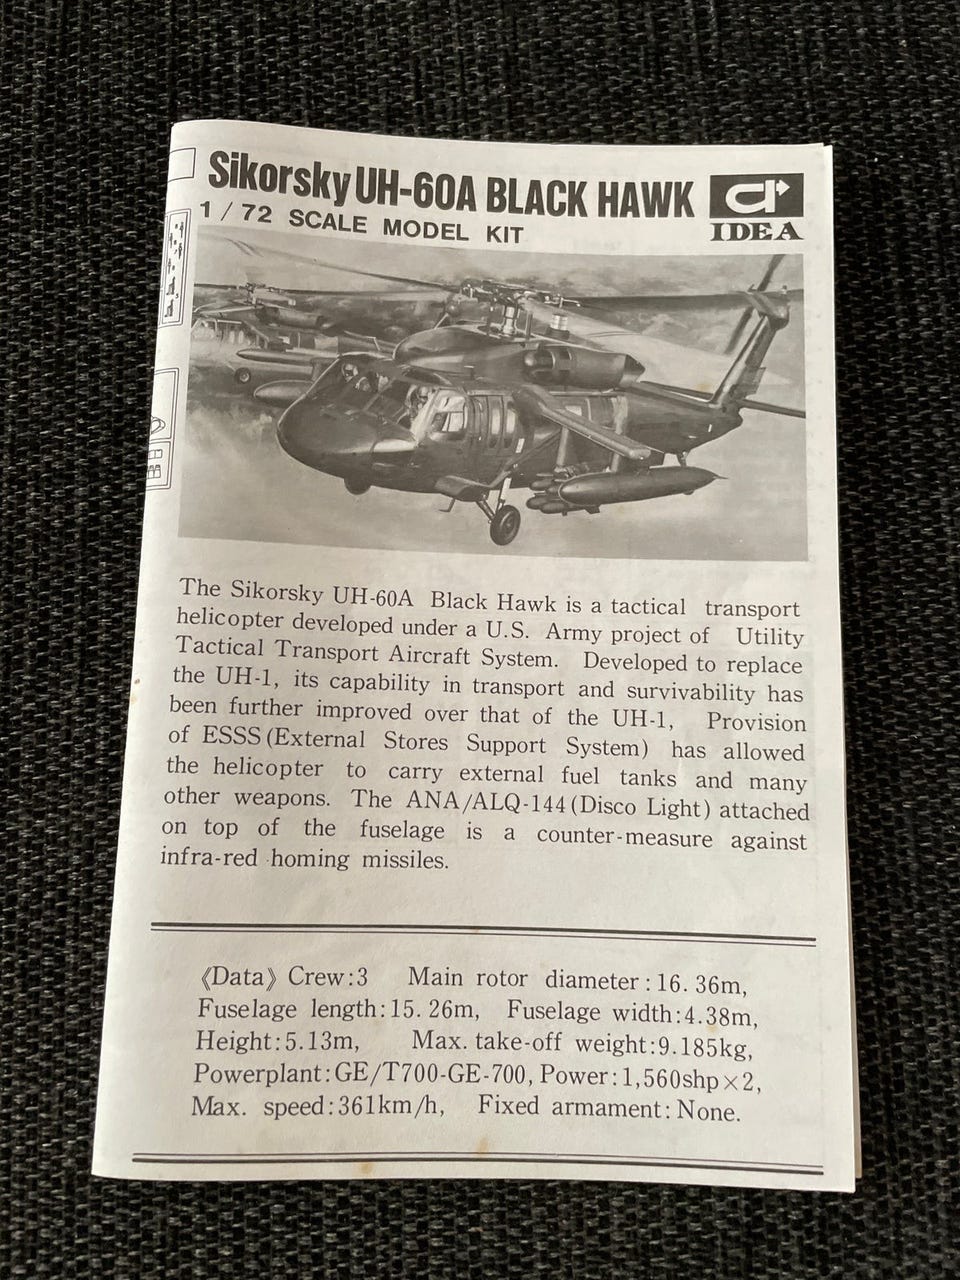 Sikorsky UH-60A BLACK HAWK
1/72 SCALE MODEL KIT
IDEA
The Sikorsky UH-60A Black Hawk is a tactical transport
helicopter developed under a U.S. Army project of Utility
Tactical Transport Aircraft System. Developed to replace
the UH-1, its capability in transport and survivability has
been further improved over that of the UH-1, Provision
of ESSS (External Stores Support System) has allowed
the helicopter to carry external fuel tanks and many
other weapons. The ANA/ALQ-144 (Disco Light) attached
on top of the fuselage is a counter-measure against
infra-red homing missiles.
《Data》 Crew:3 Main rotor diameter:16.36m,
Fuselage length:15.26m, Fuselage width:4.38m,
Height:5.13m, Max. take-off weight:9.185kg,
Powerplant:GE/T700-GE-700, Power:1,560shp×2,
Max. speed:361km/h, Fixed armament:None.